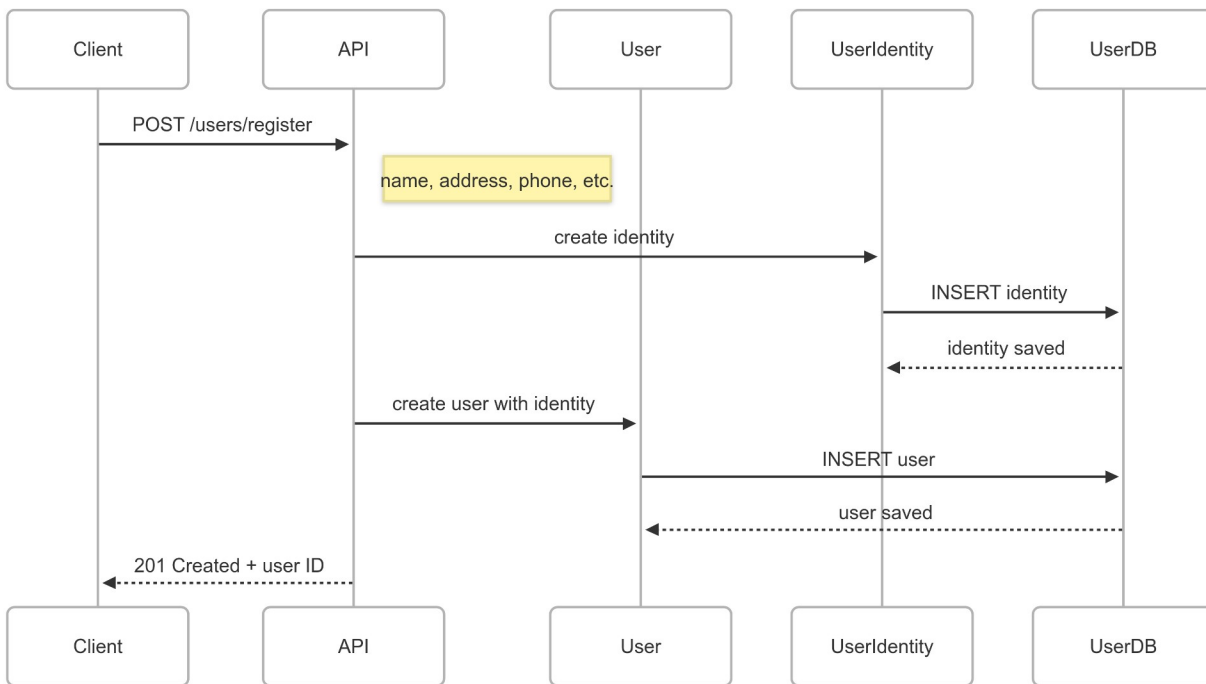 Client
API
User
UserIdentity
UserDB
POST /users/register
name, address, phone, etc.
create identity
INSERT identity
identity saved
create user with identity
INSERT user
user saved
201 Created + user ID
Client
API
User
UserIdentity
UserDB